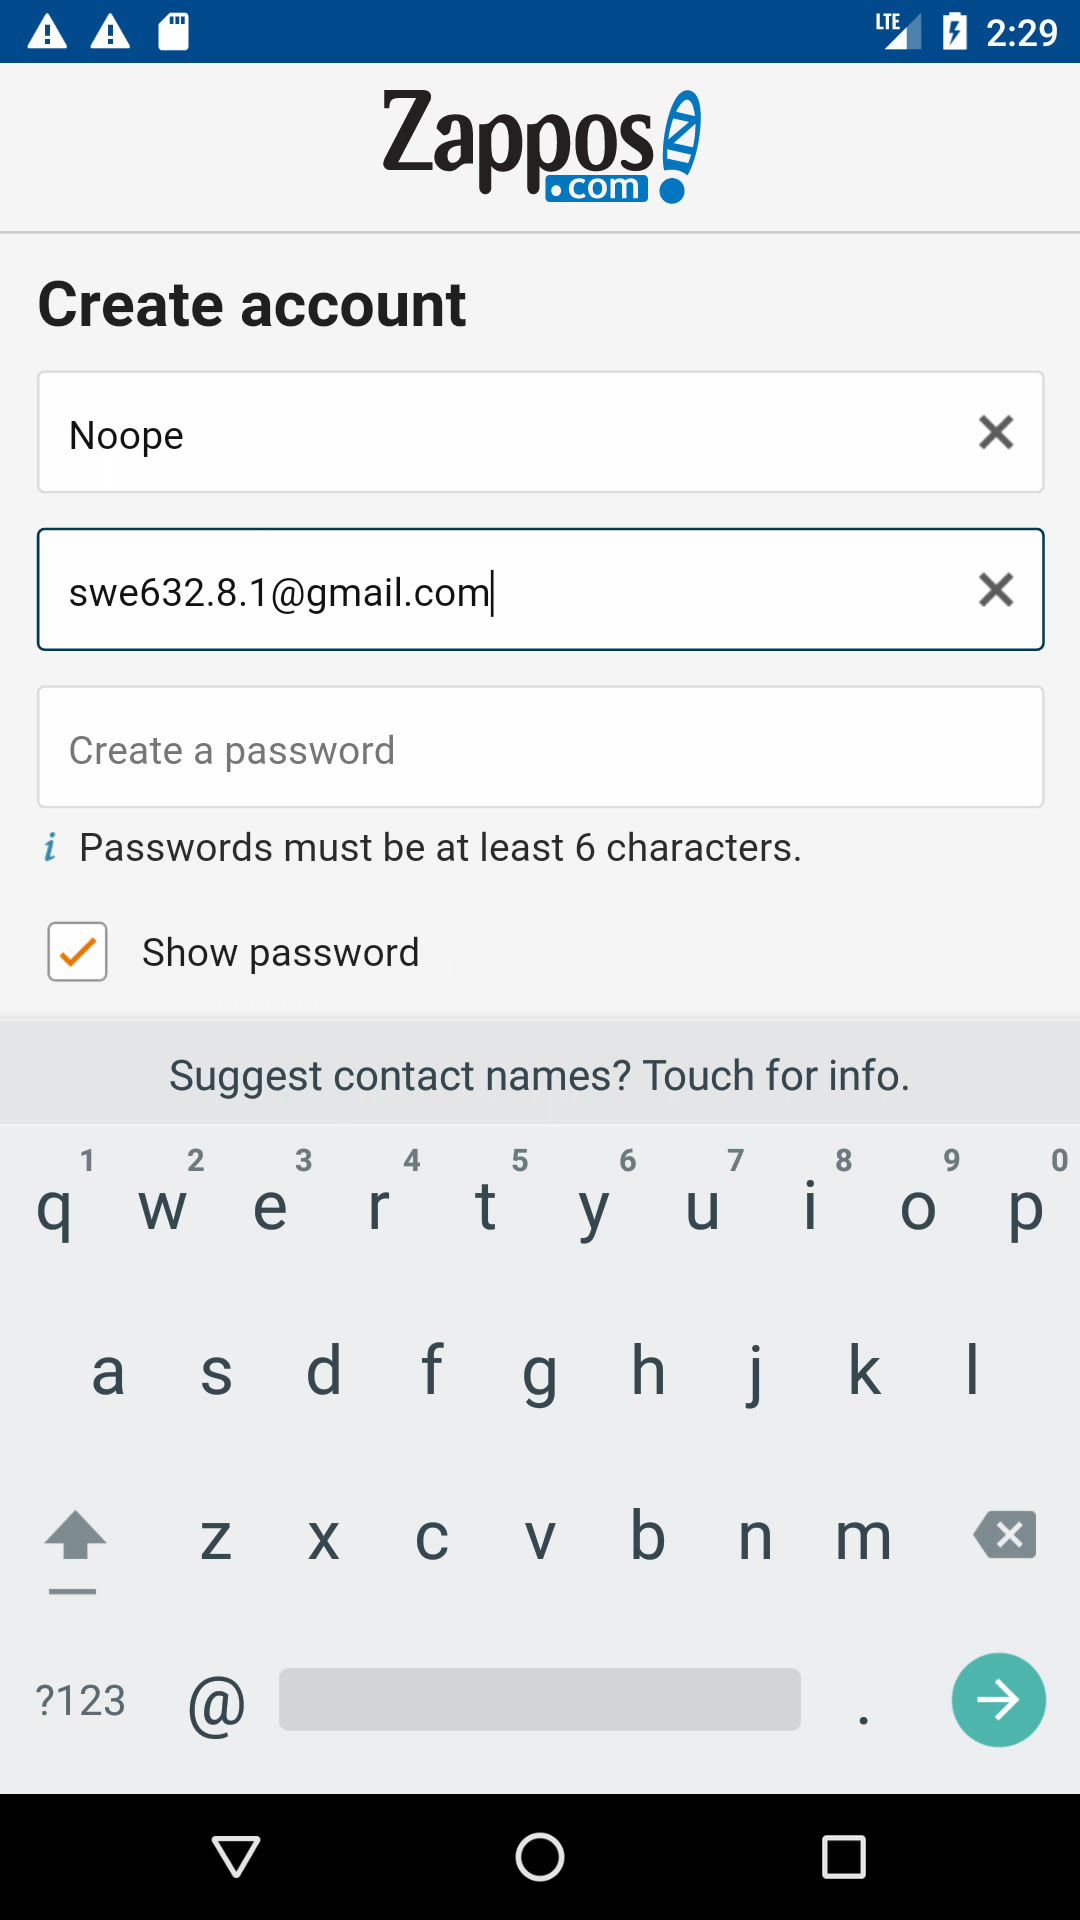 LTE 2:29
Zappos
.com
Create account
Noope
swe632.8.1@gmail.com
Create a password
i Passwords must be at least 6 characters.
Show password
Suggest contact names? Touch for info.
1 2 3 4 5 6 7 8 9 0
q w e r t y u i o p
a s d f g h j k l
z x c v b n m
?123 @ .